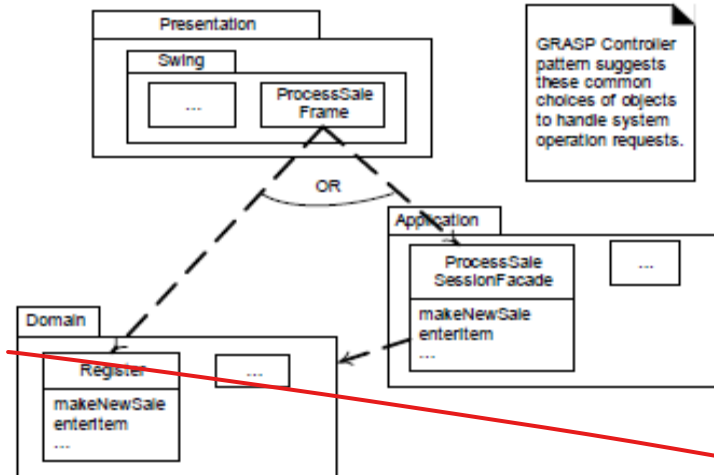 Presentation
Swing
...
ProcessSale
Frame
GRASP Controller
pattern suggests
these common
choices of objects
to handle system
operation requests.
OR
Application
ProcessSale
SessionFacade
makeNewSale
enterItem
...
...
Domain
Register
makeNewSale
enterItem
...
...